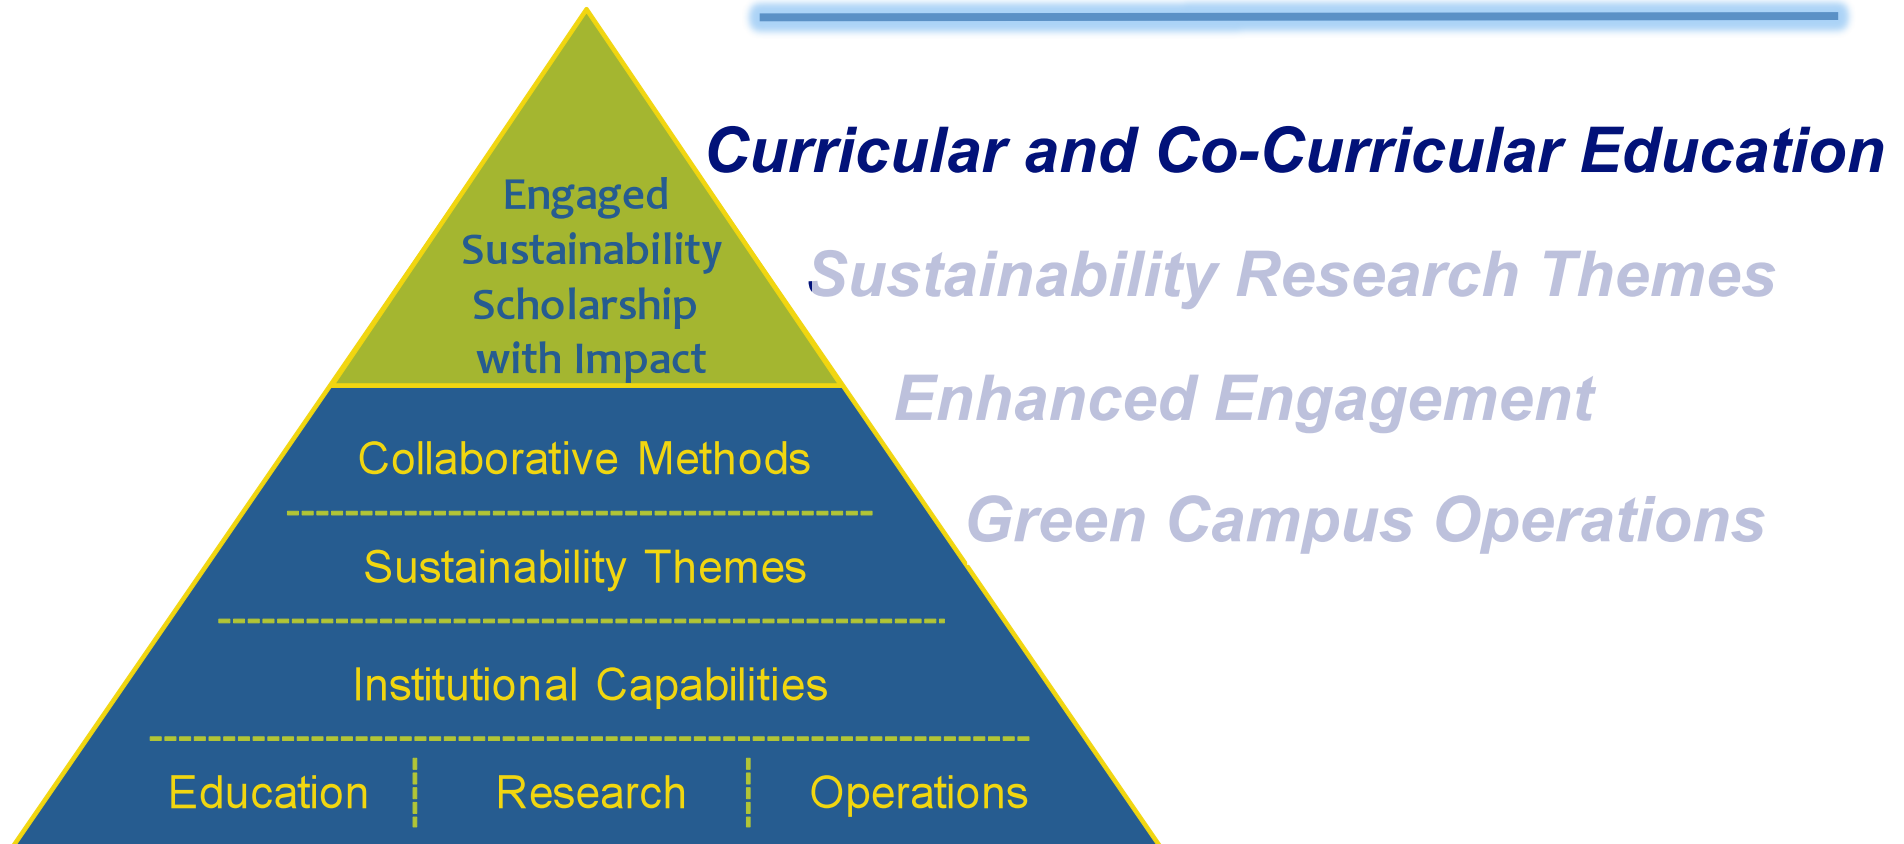 Curricular and Co-Curricular Education
Engaged
Sustainability
Scholarship
with Impact
Sustainability Research Themes
Enhanced Engagement
Green Campus Operations
Collaborative Methods
Sustainability Themes
Institutional Capabilities
Education Research Operations